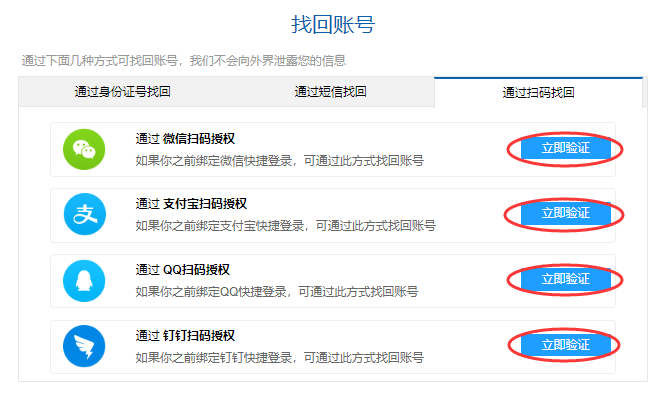 找回账号
通过下面几种方式可找回账号，我们不会向外界泄露您的信息
通过身份证号找回 通过短信找回 通过扫码找回
通过 微信扫码授权
如果你之前绑定微信快捷登录，可通过此方式找回账号
立即验证
支
通过 支付宝扫码授权
如果你之前绑定支付宝快捷登录，可通过此方式找回账号
立即验证
通过 QQ扫码授权
如果你之前绑定QQ快捷登录，可通过此方式找回账号
立即验证
通过 钉钉扫码授权
如果你之前绑定钉钉快捷登录，可通过此方式找回账号
立即验证